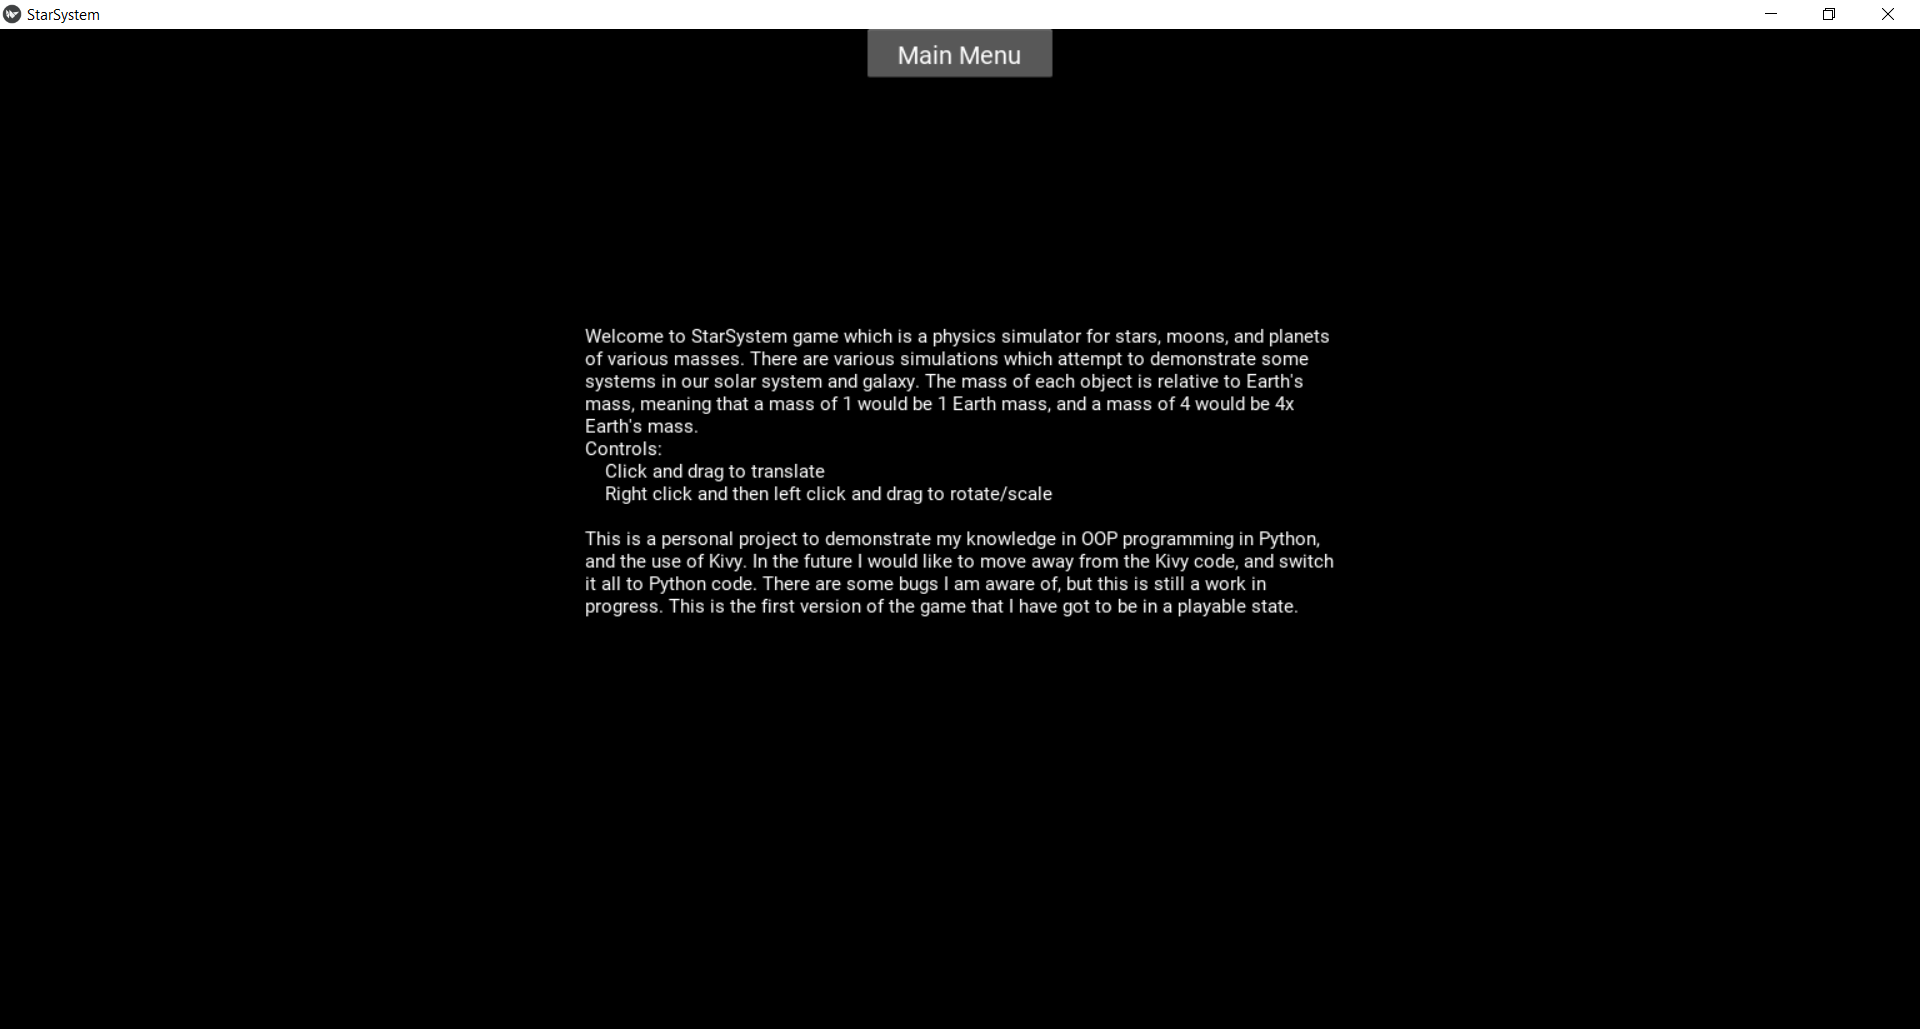 StarSystem
Main Menu
Welcome to StarSystem game which is a physics simulator for stars, moons, and planets
of various masses. There are various simulations which attempt to demonstrate some
systems in our solar system and galaxy. The mass of each object is relative to Earth's
mass, meaning that a mass of 1 would be 1 Earth mass, and a mass of 4 would be 4x
Earth's mass.
Controls:
Click and drag to translate
Right click and then left click and drag to rotate/scale
This is a personal project to demonstrate my knowledge in OOP programming in Python,
and the use of Kivy. In the future I would like to move away from the Kivy code, and switch
it all to Python code. There are some bugs I am aware of, but this is still a work in
progress. This is the first version of the game that I have got to be in a playable state.